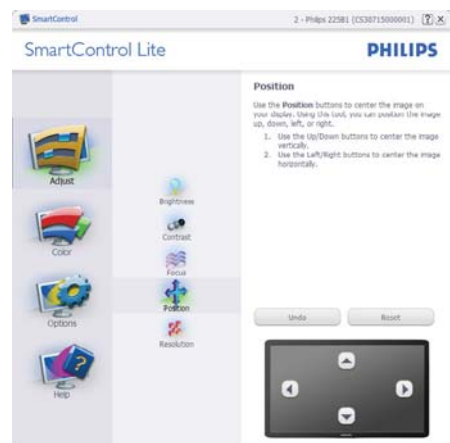 SmartControl
2 - Philips 225B1 (CS30715000001)
SmartControl Lite
PHILIPS
Adjust
Color
Options
Help
Brightness
Contrast
Focus
Position
Resolution
Position
Use the Position buttons to center the image on
your display. Using this tool, you can position the image
up, down, left, or right.
1. Use the Up/Down buttons to center the image
vertically.
2. Use the Left/Right buttons to center the image
horizontally.
Undo
Reset